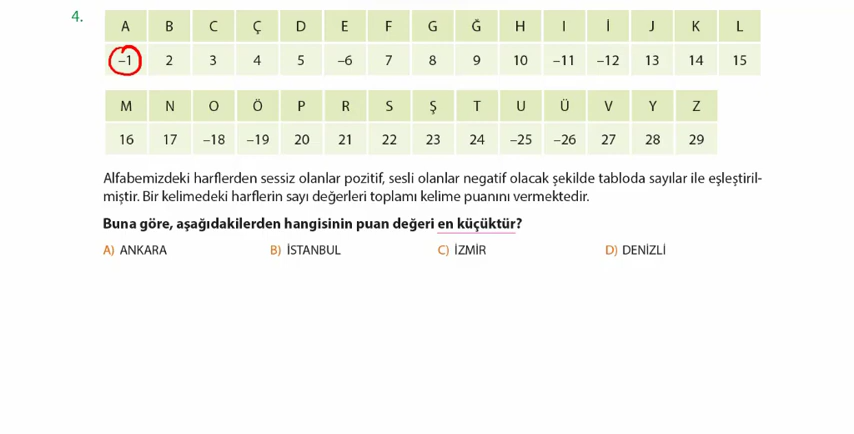 4.
A B C Ç D E F G Ğ H I İ J K L
–1 2 3 4 5 –6 7 8 9 10 –11 –12 13 14 15
M N O Ö P R S Ş T U Ü V Y Z
16 17 –18 –19 20 21 22 23 24 –25 –26 27 28 29
Alfabemizdeki harflerden sessiz olanlar pozitif, sesli olanlar negatif olacak şekilde tabloda sayılar ile eşleştiril-
miştir. Bir kelimedeki harflerin sayı değerleri toplamı kelime puanını vermektedir.
Buna göre, aşağıdakilerden hangisinin puan değeri en küçüktür?
A) ANKARA B) İSTANBUL C) İZMİR D) DENİZLİ